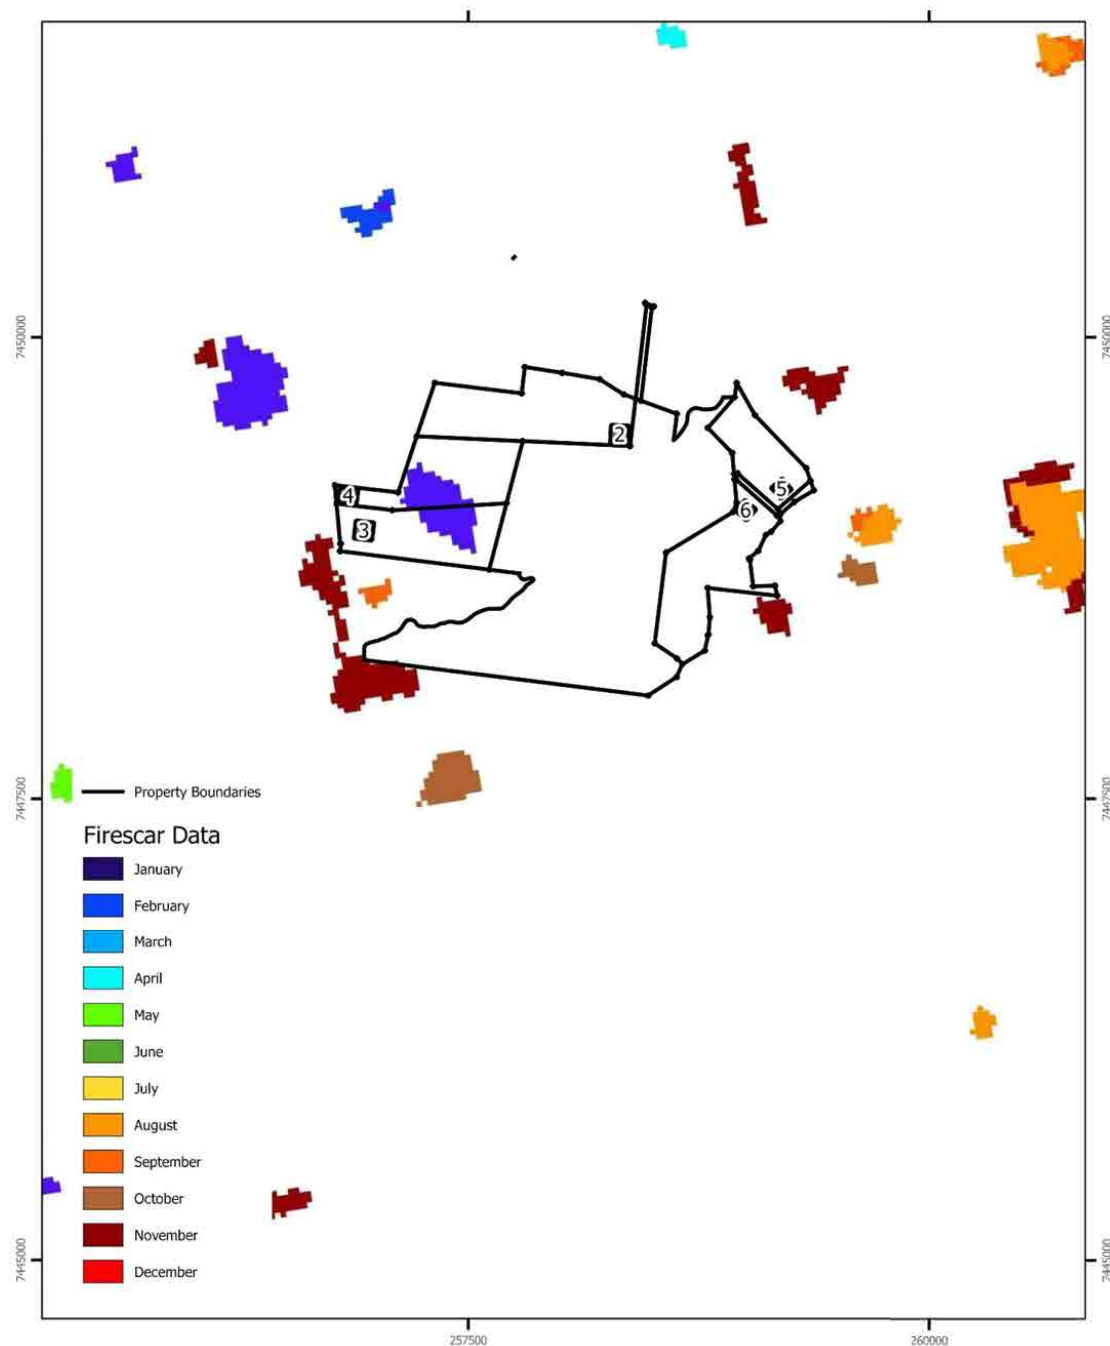 7450000
7450000
2
4
5
6
3
7447500
7447500
Property Boundaries
Firescar Data
January
February
March
April
May
June
July
August
September
October
November
December
7445000
7445000
257500
260000